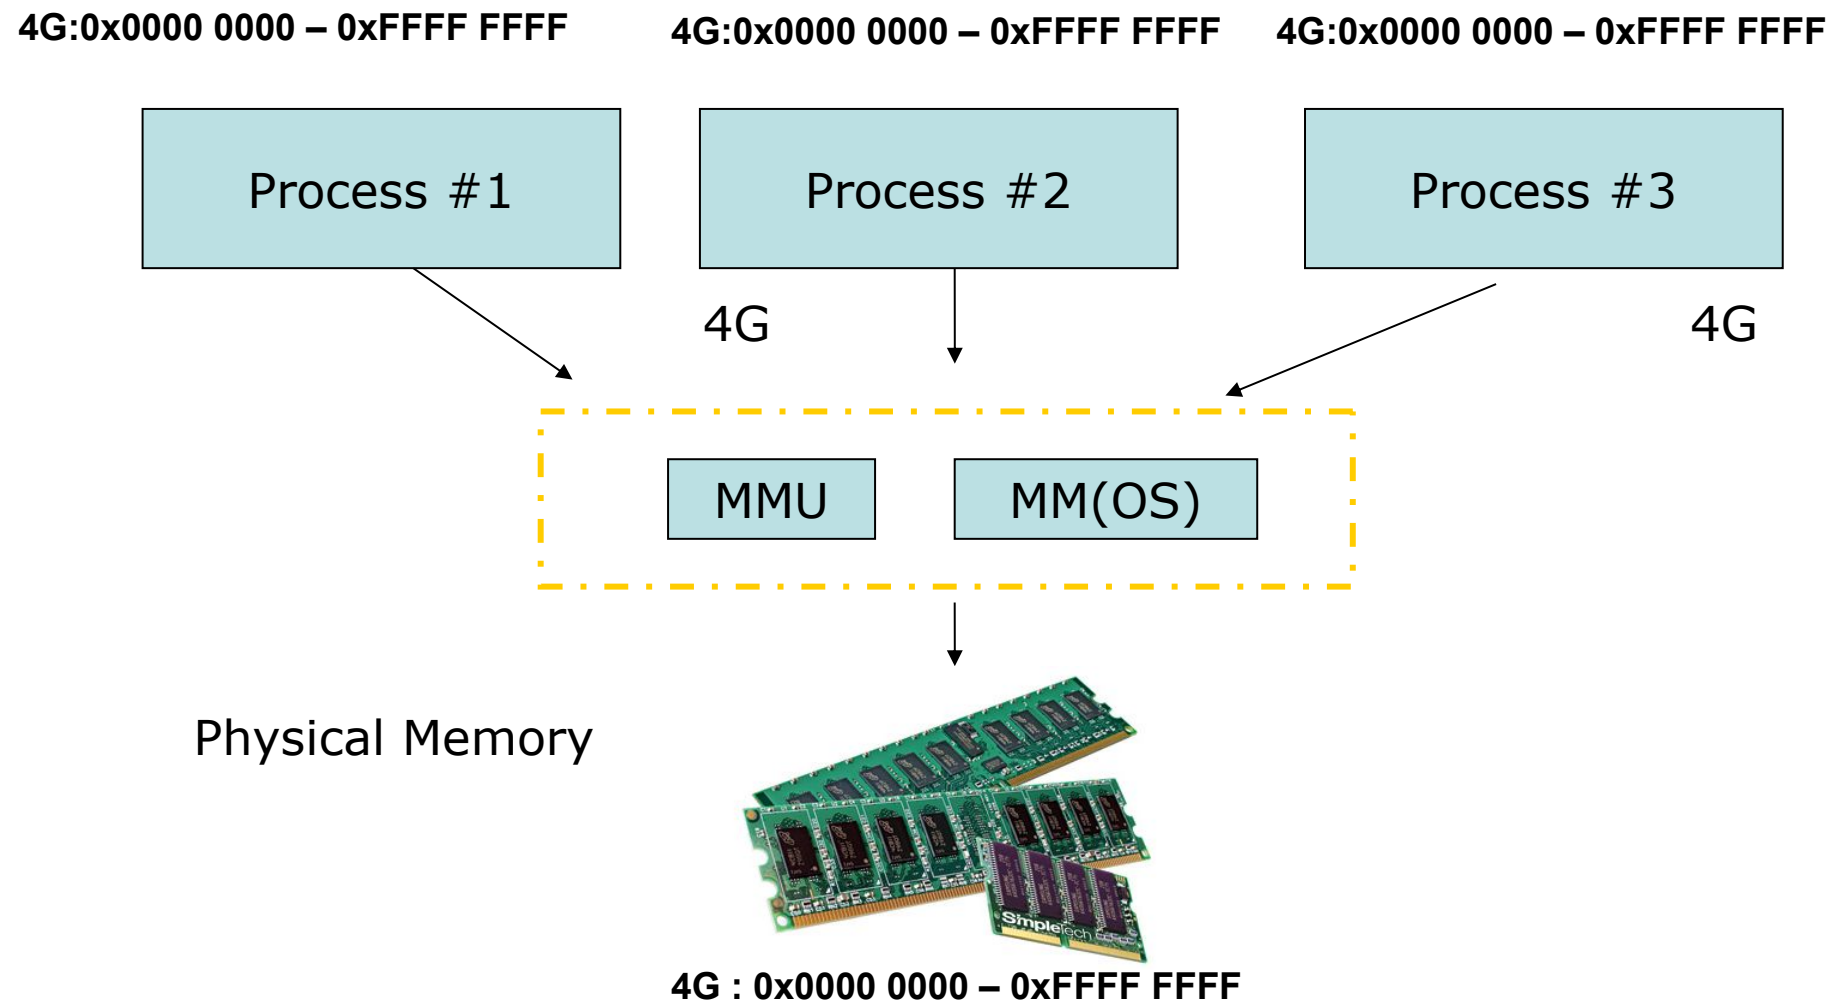 4G:0x0000 0000 – 0xFFFF FFFF
4G:0x0000 0000 – 0xFFFF FFFF
4G:0x0000 0000 – 0xFFFF FFFF
Process #1
Process #2
Process #3
4G
4G
MMU
MM(OS)
Physical Memory
SimpleTech
4G : 0x0000 0000 – 0xFFFF FFFF